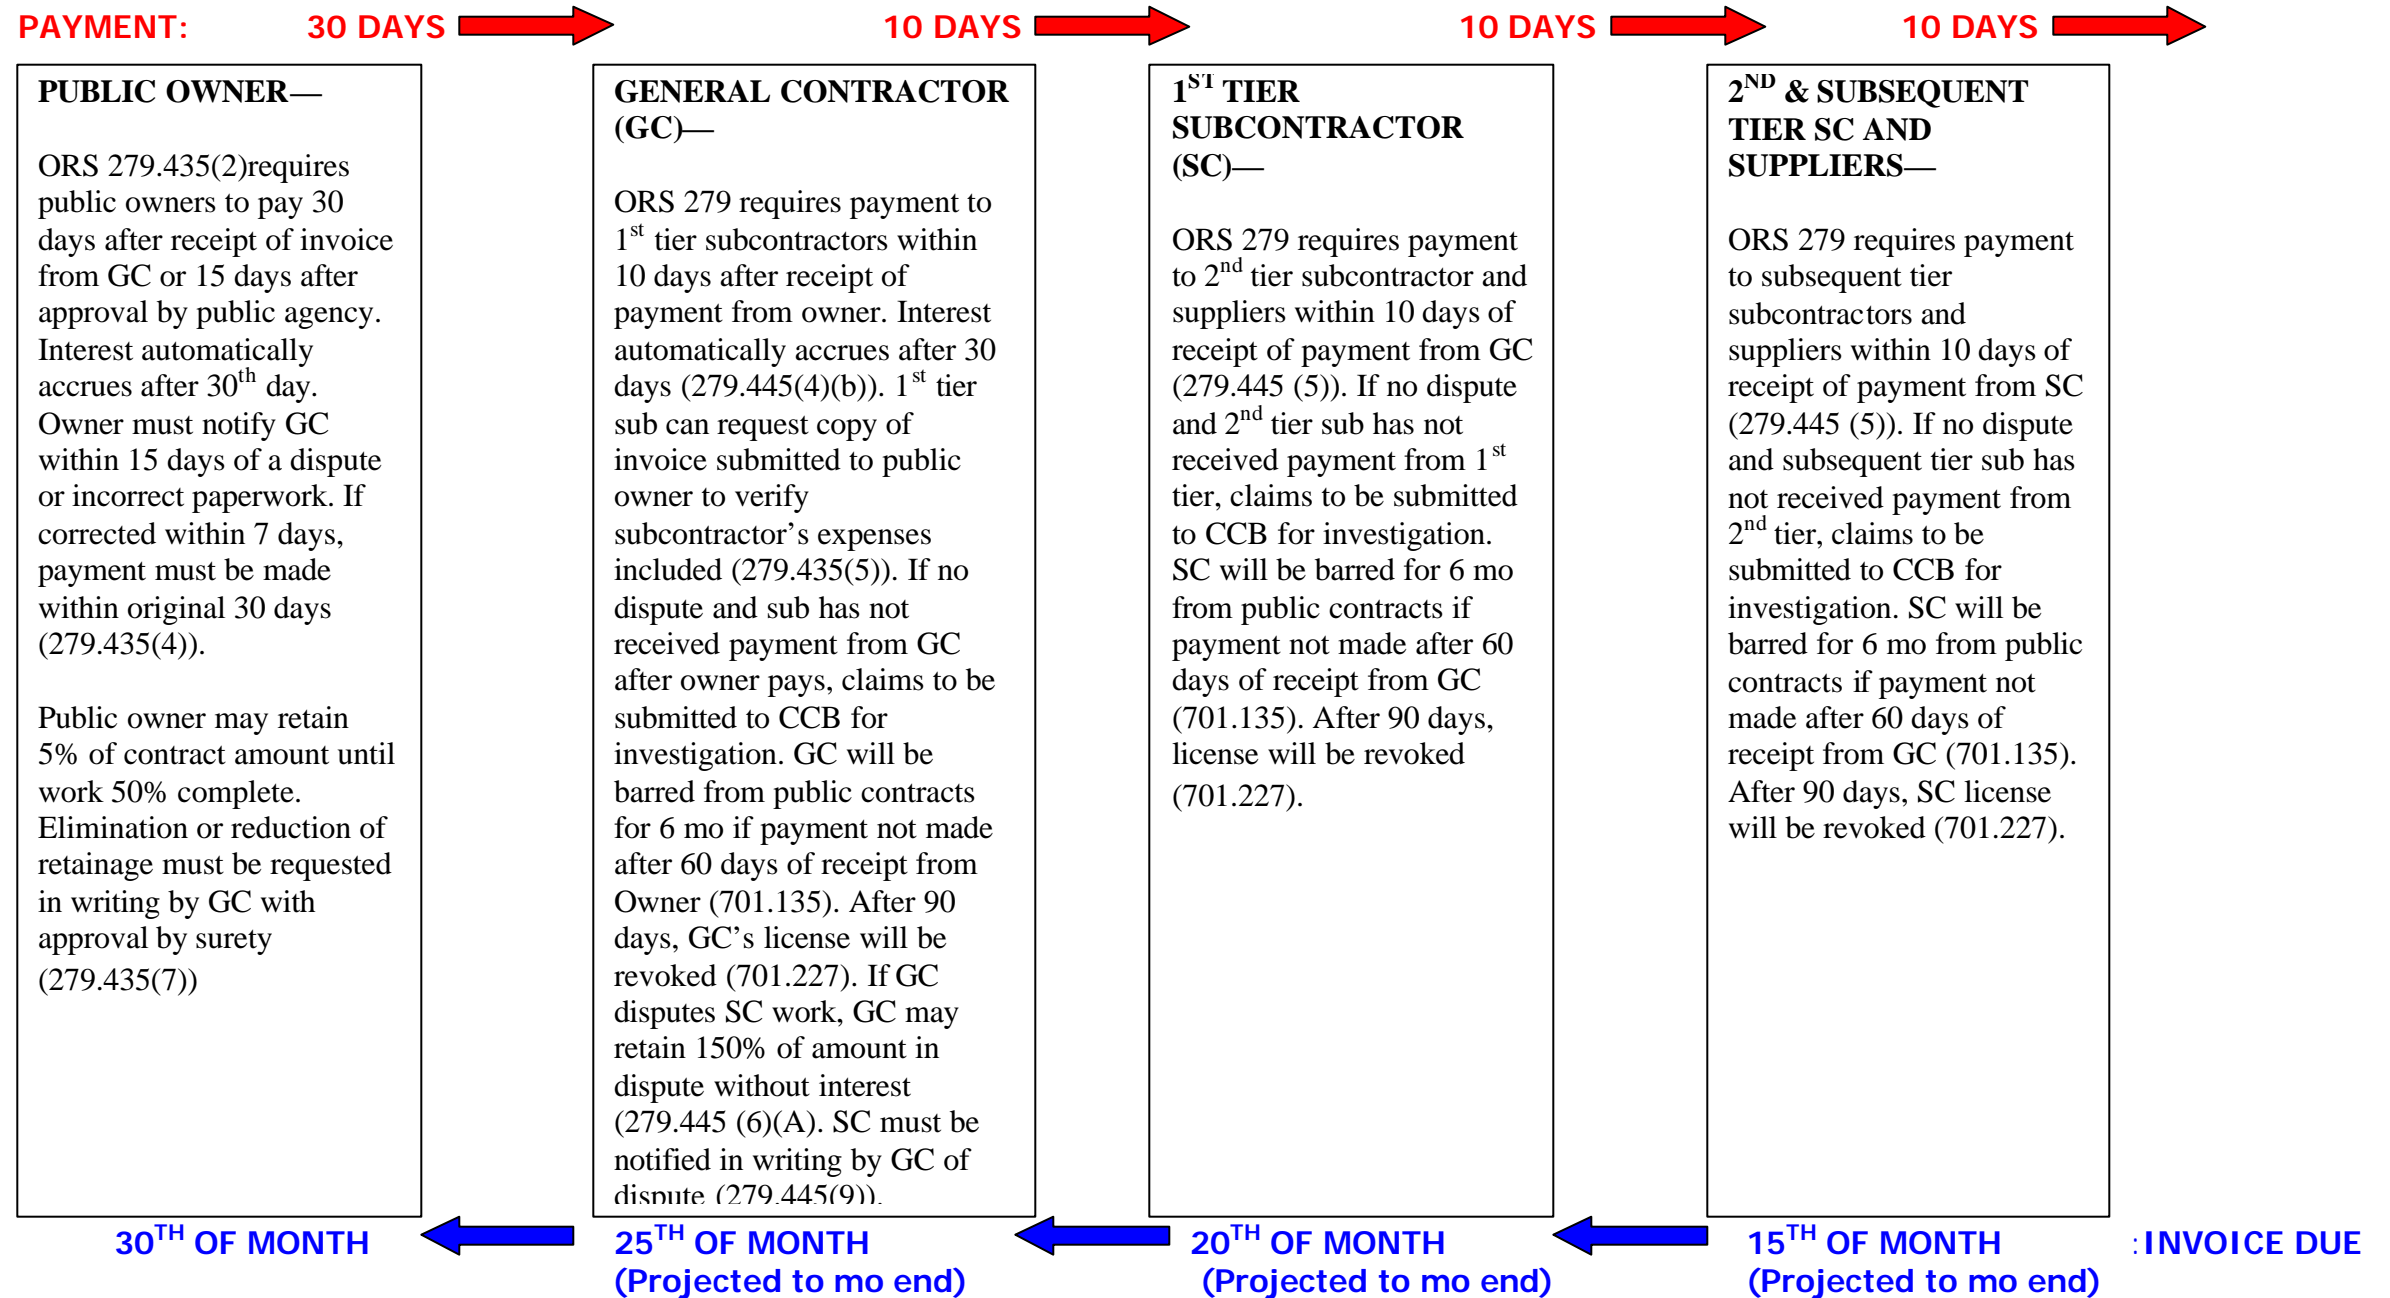 PAYMENT: 30 DAYS 10 DAYS 10 DAYS 10 DAYS
PUBLIC OWNER—
ORS 279.435(2)requires
public owners to pay 30
days after receipt of invoice
from GC or 15 days after
approval by public agency.
Interest automatically
accrues after 30th day.
Owner must notify GC
within 15 days of a dispute
or incorrect paperwork. If
corrected within 7 days,
payment must be made
within original 30 days
(279.435(4)).
Public owner may retain
5% of contract amount until
work 50% complete.
Elimination or reduction of
retainage must be requested
in writing by GC with
approval by surety
(279.435(7))
GENERAL CONTRACTOR
(GC)—
ORS 279 requires payment to
1st tier subcontractors within
10 days after receipt of
payment from owner. Interest
automatically accrues after 30
days (279.445(4)(b)). 1st tier
sub can request copy of
invoice submitted to public
owner to verify
subcontractor’s expenses
included (279.435(5)). If no
dispute and sub has not
received payment from GC
after owner pays, claims to be
submitted to CCB for
investigation. GC will be
barred from public contracts
for 6 mo if payment not made
after 60 days of receipt from
Owner (701.135). After 90
days, GC’s license will be
revoked (701.227). If GC
disputes SC work, GC may
retain 150% of amount in
dispute without interest
(279.445 (6)(A). SC must be
notified in writing by GC of
dispute (279.445(9)).
1ST TIER
SUBCONTRACTOR
(SC)—
ORS 279 requires payment
to 2nd tier subcontractor and
suppliers within 10 days of
receipt of payment from GC
(279.445 (5)). If no dispute
and 2nd tier sub has not
received payment from 1st
tier, claims to be submitted
to CCB for investigation.
SC will be barred for 6 mo
from public contracts if
payment not made after 60
days of receipt from GC
(701.135). After 90 days,
license will be revoked
(701.227).
2ND & SUBSEQUENT
TIER SC AND
SUPPLIERS—
ORS 279 requires payment
to subsequent tier
subcontractors and
suppliers within 10 days of
receipt of payment from SC
(279.445 (5)). If no dispute
and subsequent tier sub has
not received payment from
2nd tier, claims to be
submitted to CCB for
investigation. SC will be
barred for 6 mo from public
contracts if payment not
made after 60 days of
receipt from GC (701.135).
After 90 days, SC license
will be revoked (701.227).
30TH OF MONTH 25TH OF MONTH 20TH OF MONTH 15TH OF MONTH :INVOICE DUE
(Projected to mo end) (Projected to mo end) (Projected to mo end)